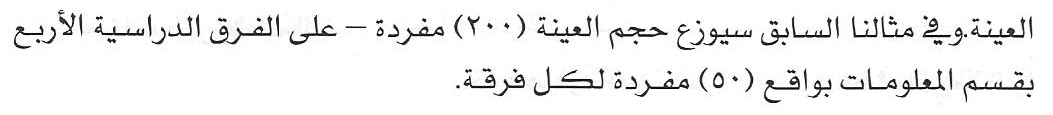 العينة.وفي مثالنا السابق سيوزع حجم العينة (٢٠٠) مفردة – على الفرق الدراسية الأربع
بقسم المعلومات بواقع (٥٠) مفردة لكل فرقة.